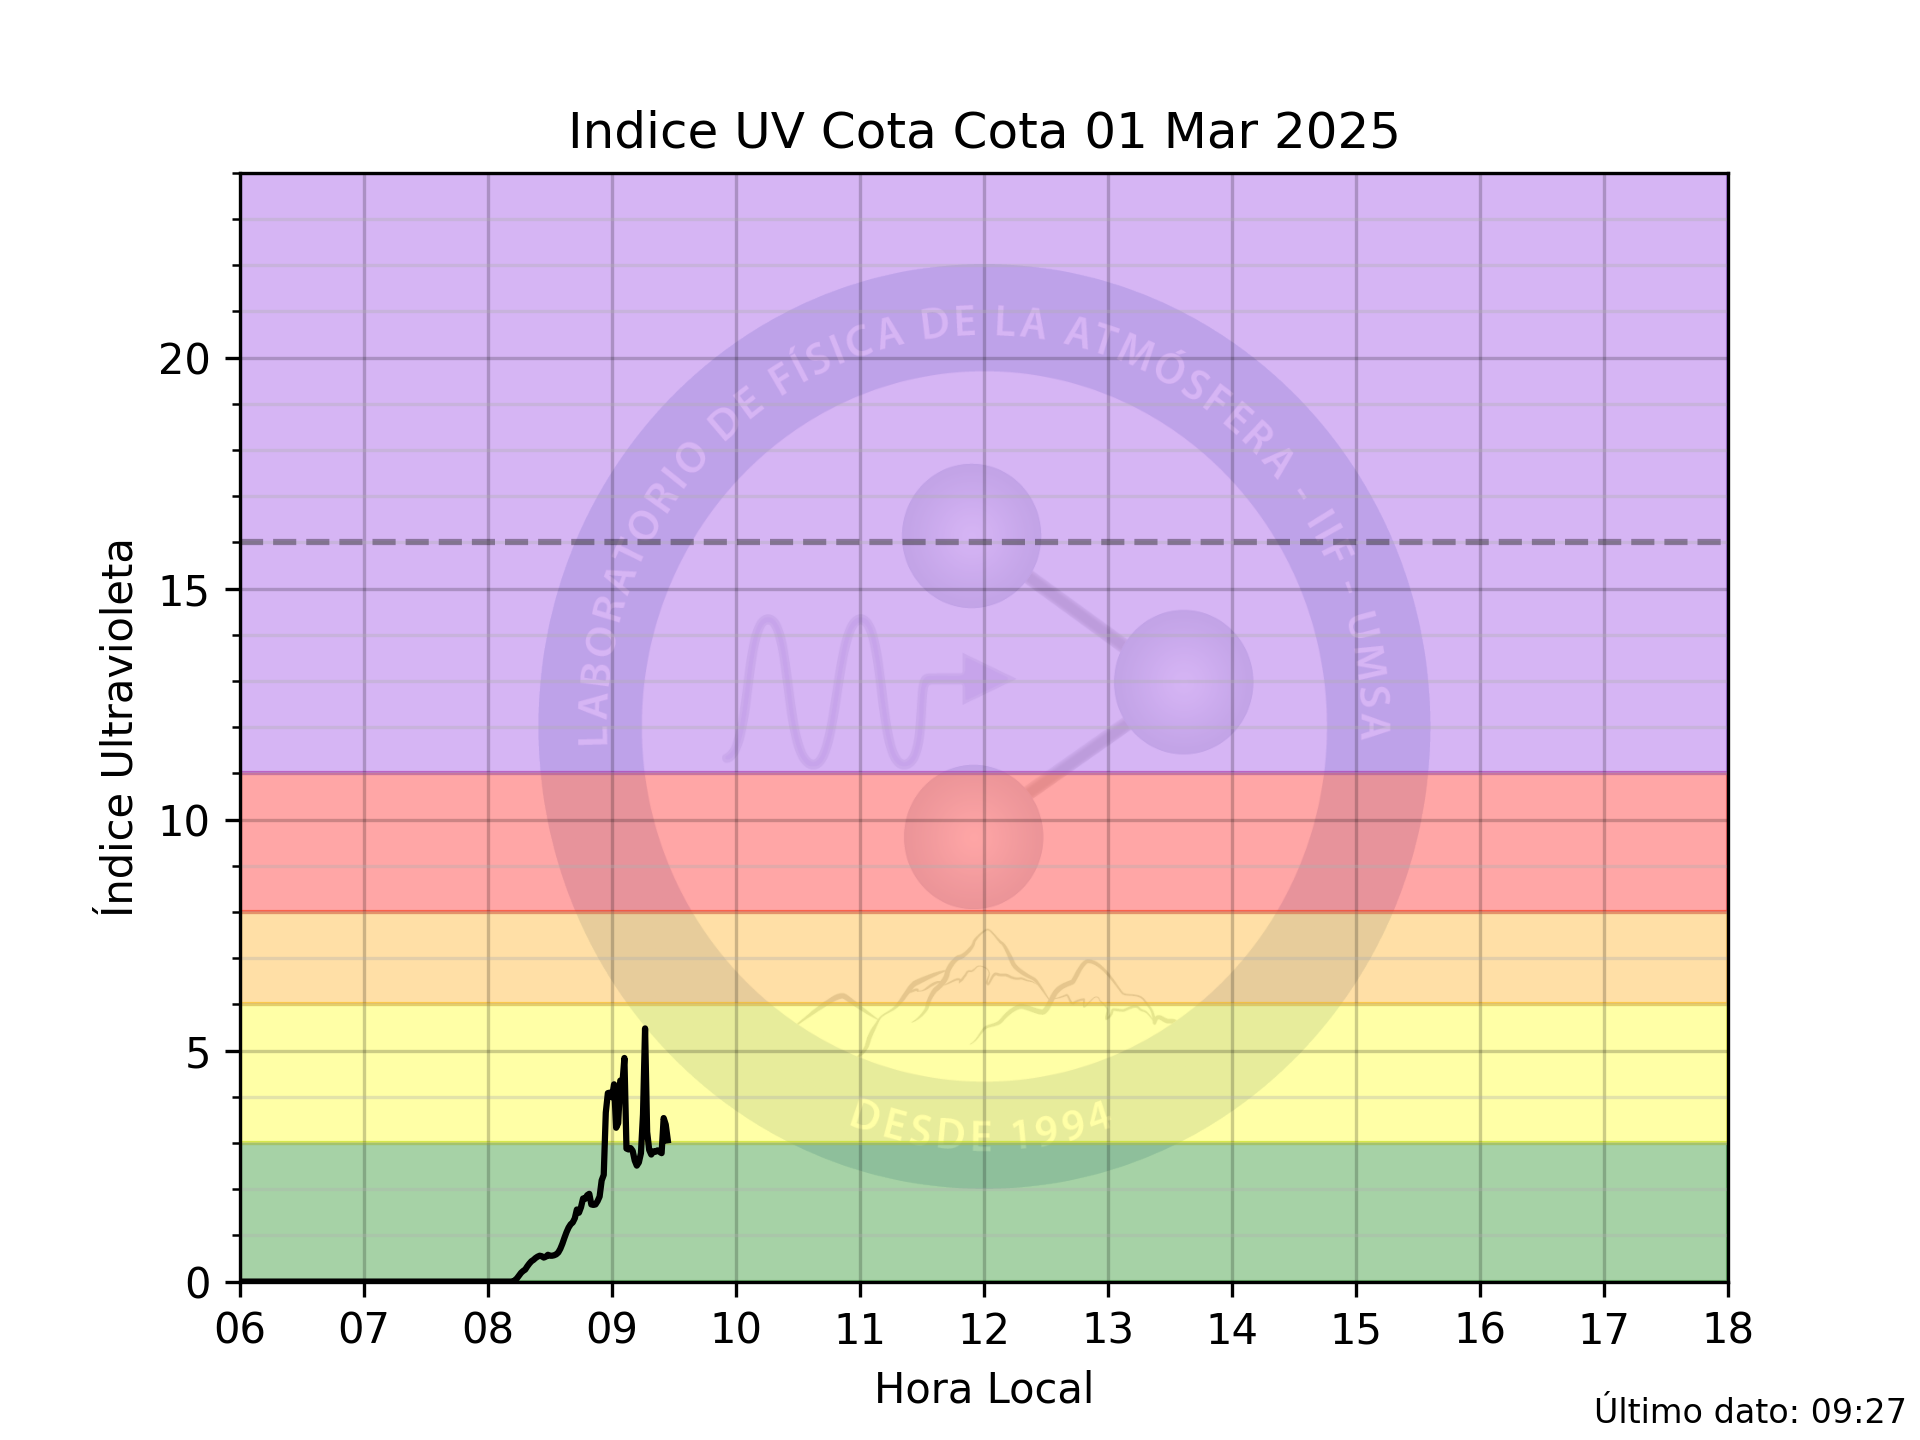 Indice UV Cota Cota 01 Mar 2025
LABORATORIO DE FÍSICA DE LA ATMÓSFERA - IIF - UMSA
DESDE 1994
Índice Ultravioleta
20
15
10
5
0
06 07 08 09 10 11 12 13 14 15 16 17 18
Hora Local
Último dato: 09:27